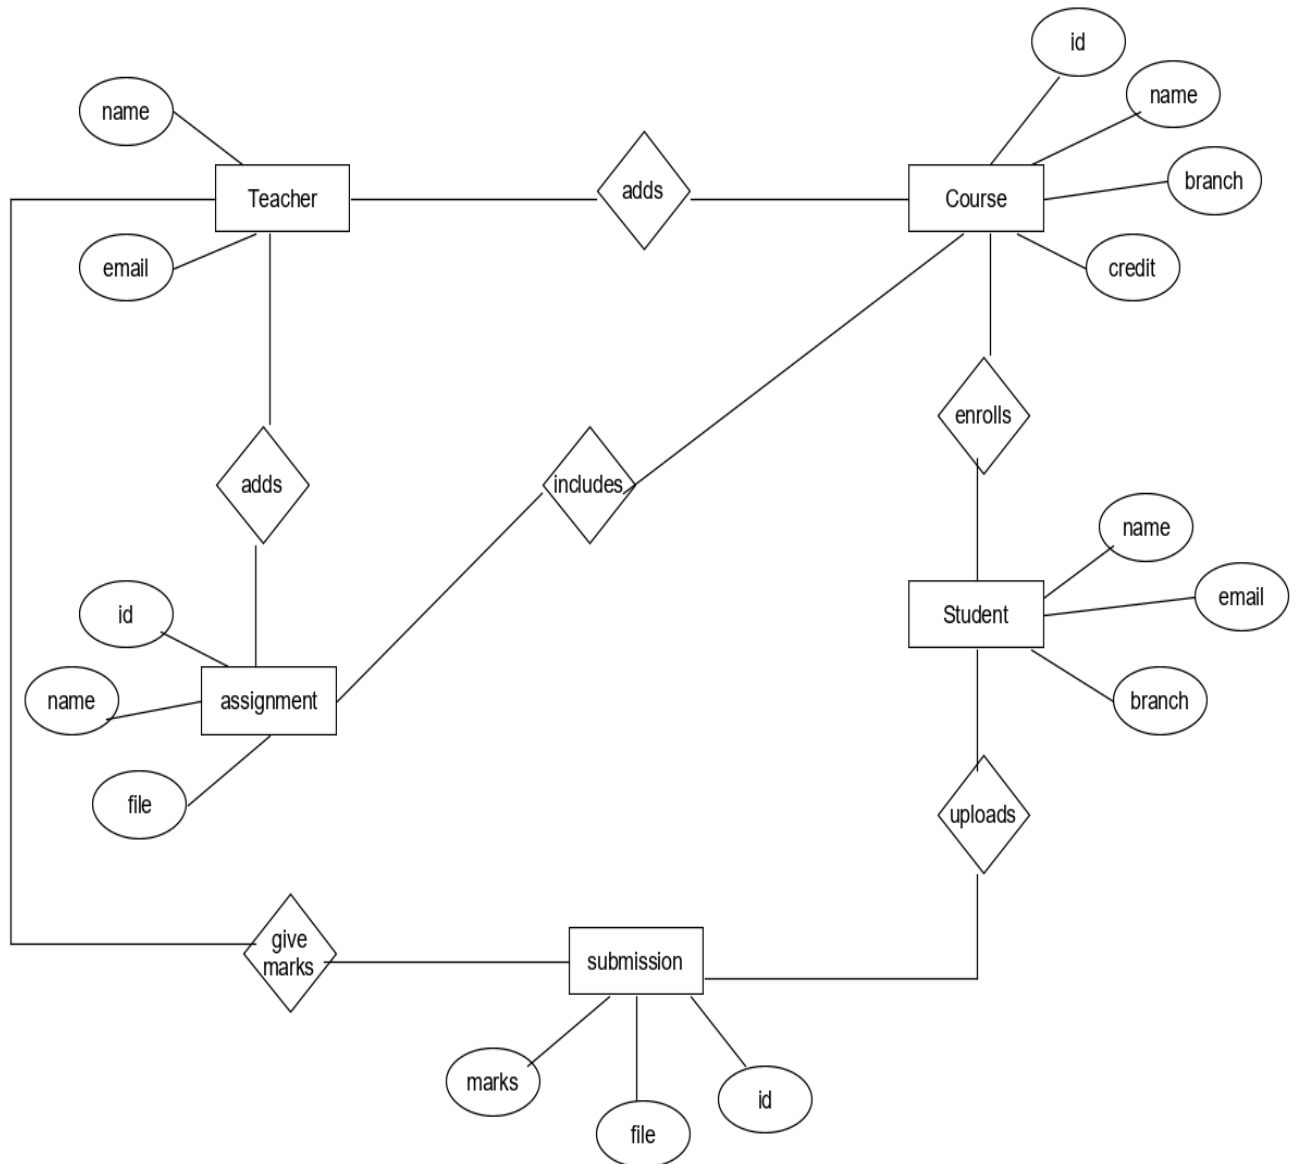 id
name
name
branch
Teacher
adds
Course
email
credit
enrolls
adds
includes
name
email
id
Student
name
assignment
branch
file
uploads
give
marks
submission
marks
id
file